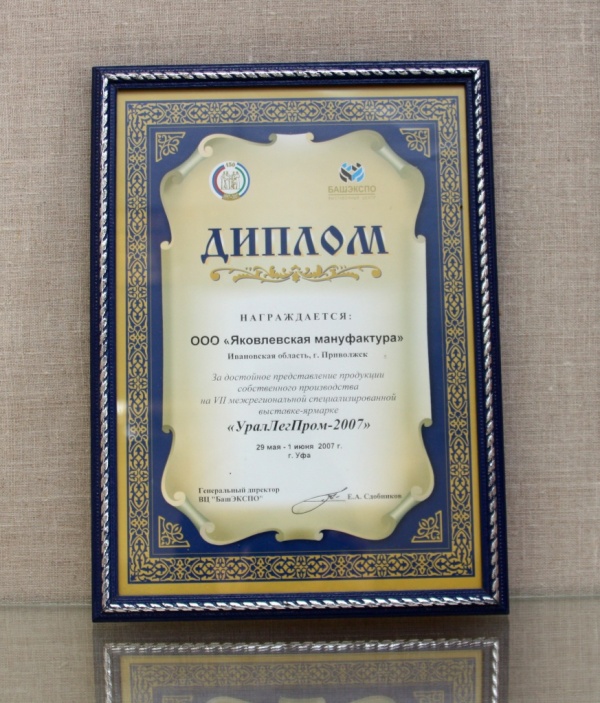 БАШЭКСПО
ДИПЛОМ
НАГРАЖДАЕТСЯ:
ООО «Яковлевская мануфактура»
Ивановская область, г. Приволжск
За достойное представление продукции
собственного производства
на VII межрегиональной специализированной
выставке-ярмарке
«УралЛегПром-2007»
29 мая - 1 июня 2007 г.
г. Уфа
Генеральный директор
ВЦ "БашЭКСПО"
Е.А. Сдобников